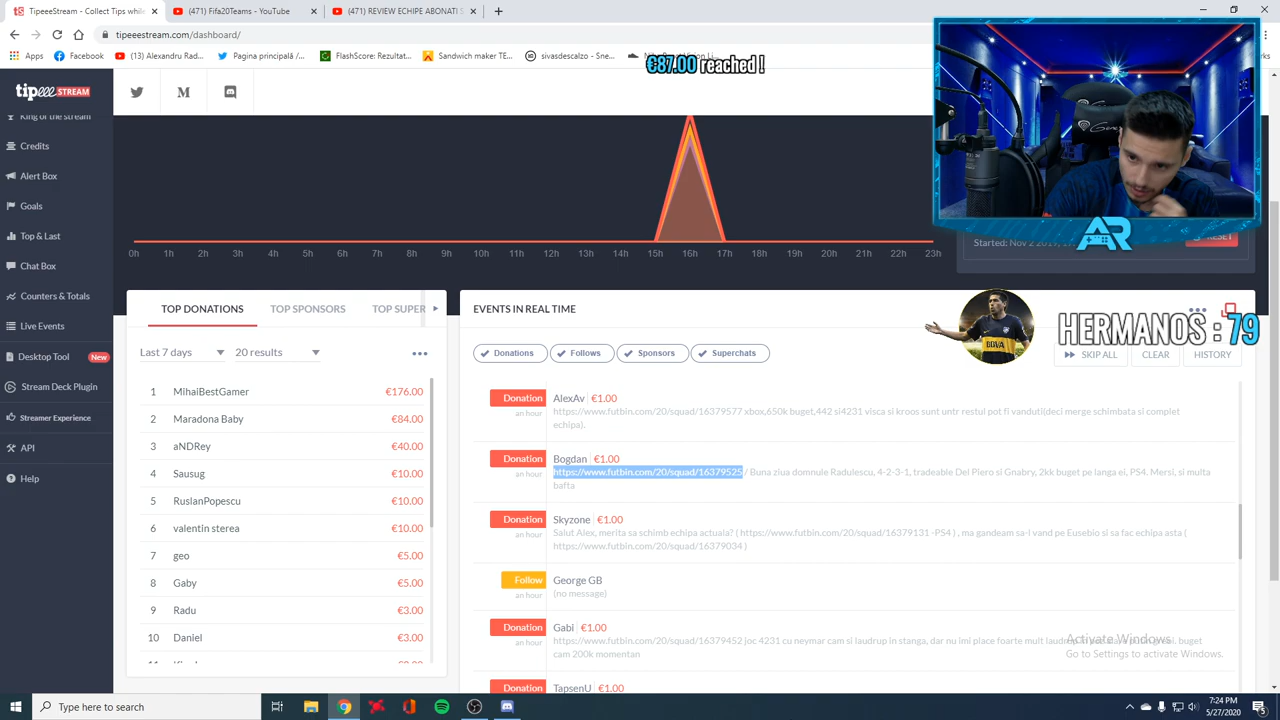 TipeeeStream
(1) Fifa20Teams - YouTube
(471) REVIEW ECHIPE ABONATI S
tipeeestream.com/dashboard
Apps
Facebook
(13) Alexandru Rad...
Pagina principală /...
FlashScore: Rezultat...
Sandwich maker TE...
sivasdescalzo - Sne...
€87.00 reached !
tipeee STREAM
King of the stream
Credits
Alert Box
Goals
Top & Last
Chat Box
Counters & Totals
Live Events
Desktop Tool New
Stream Deck Plugin
Streamer Experience
API
Help
0h 1h 2h 3h 4h 5h 6h 7h 8h 9h 10h 11h 12h 13h 14h 15h 16h 17h 18h 19h 20h 21h 22h 23h
AR
RESET
TOP DONATIONS TOP SPONSORS TOP SUPER
Last 7 days 20 results
1 MihaiBestGamer €176.00
2 Maradona Baby €84.00
3 aNDRey €40.00
4 Sausug €10.00
5 RuslanPopescu €10.00
6 valentin sterea €10.00
7 geo €5.00
8 Gaby €5.00
9 Radu €3.00
10 Daniel €3.00
EVENTS IN REAL TIME
HERMANOS : 79
Donations Follows Sponsors Superchats
SKIP ALL CLEAR HISTORY
Donation AlexAv €1.00
an hour
https://www.futbin.com/20/squad/16379577 xbox,650k buget,442 si4231 visca si kroos sunt untr restul pot fi vanduti(deci merge schimbata si complet
echipa).
Donation Bogdan €1.00
an hour
https://www.futbin.com/20/squad/16379525 / Buna ziua domnule Radulescu, 4-2-3-1, tradeable Del Piero si Gnabry, 2kk buget pe langa ei, PS4. Mersi, si multa
bafta
Donation Skyzone €1.00
an hour
Salut Alex, merita sa schimb echipa actuala? ( https://www.futbin.com/20/squad/16379131 -PS4 ) , ma gandeam sa-l vand pe Eusebio si sa fac echipa asta (
https://www.futbin.com/20/squad/16379034 )
Follow George GB
an hour
(no message)
Donation Gabi €1.00
an hour
https://www.futbin.com/20/squad/16379452 joc 4231 cu neymar cam si laudrup in stanga, dar nu imi place foarte mult laudrup buget
cam 200k momentan
Donation TapsenU €1.00
Activate Windows
Go to Settings to activate Windows.
Type here to search
7:24 PM
5/27/2020